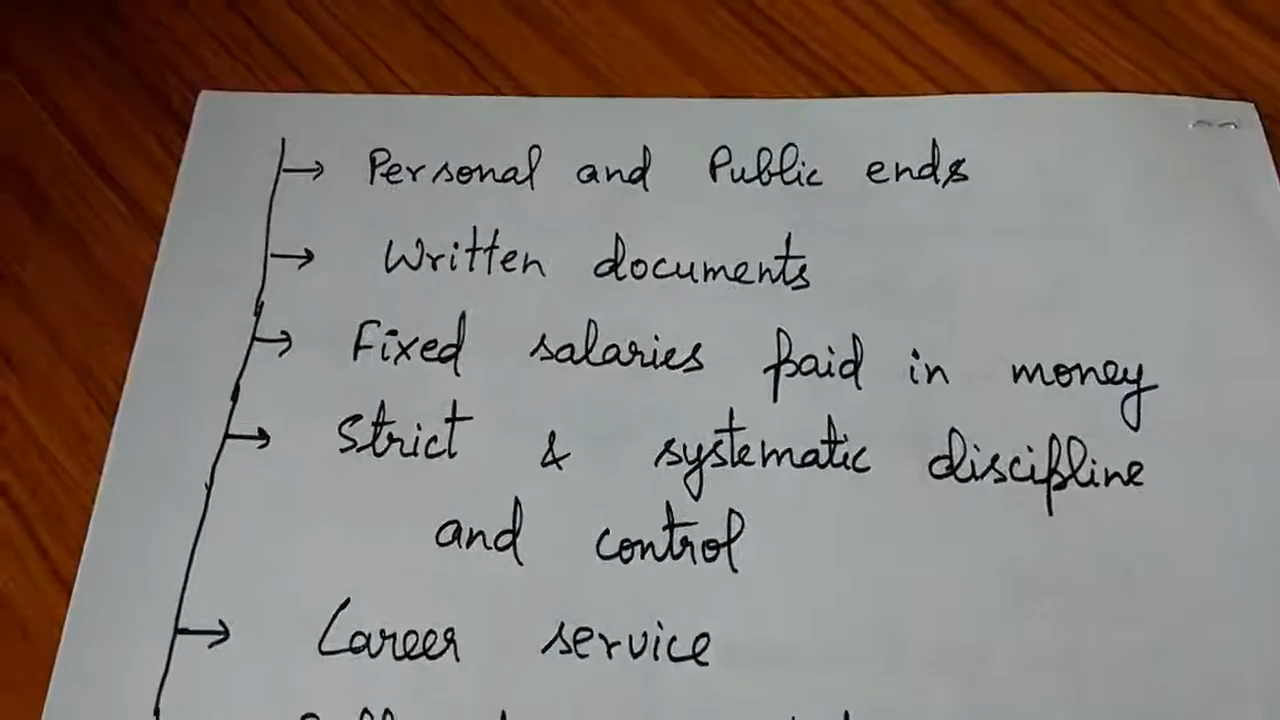 → Personal and Public ends
→ Written documents
→ Fixed salaries paid in money
→ Strict & systematic discipline
and control
→ Career service